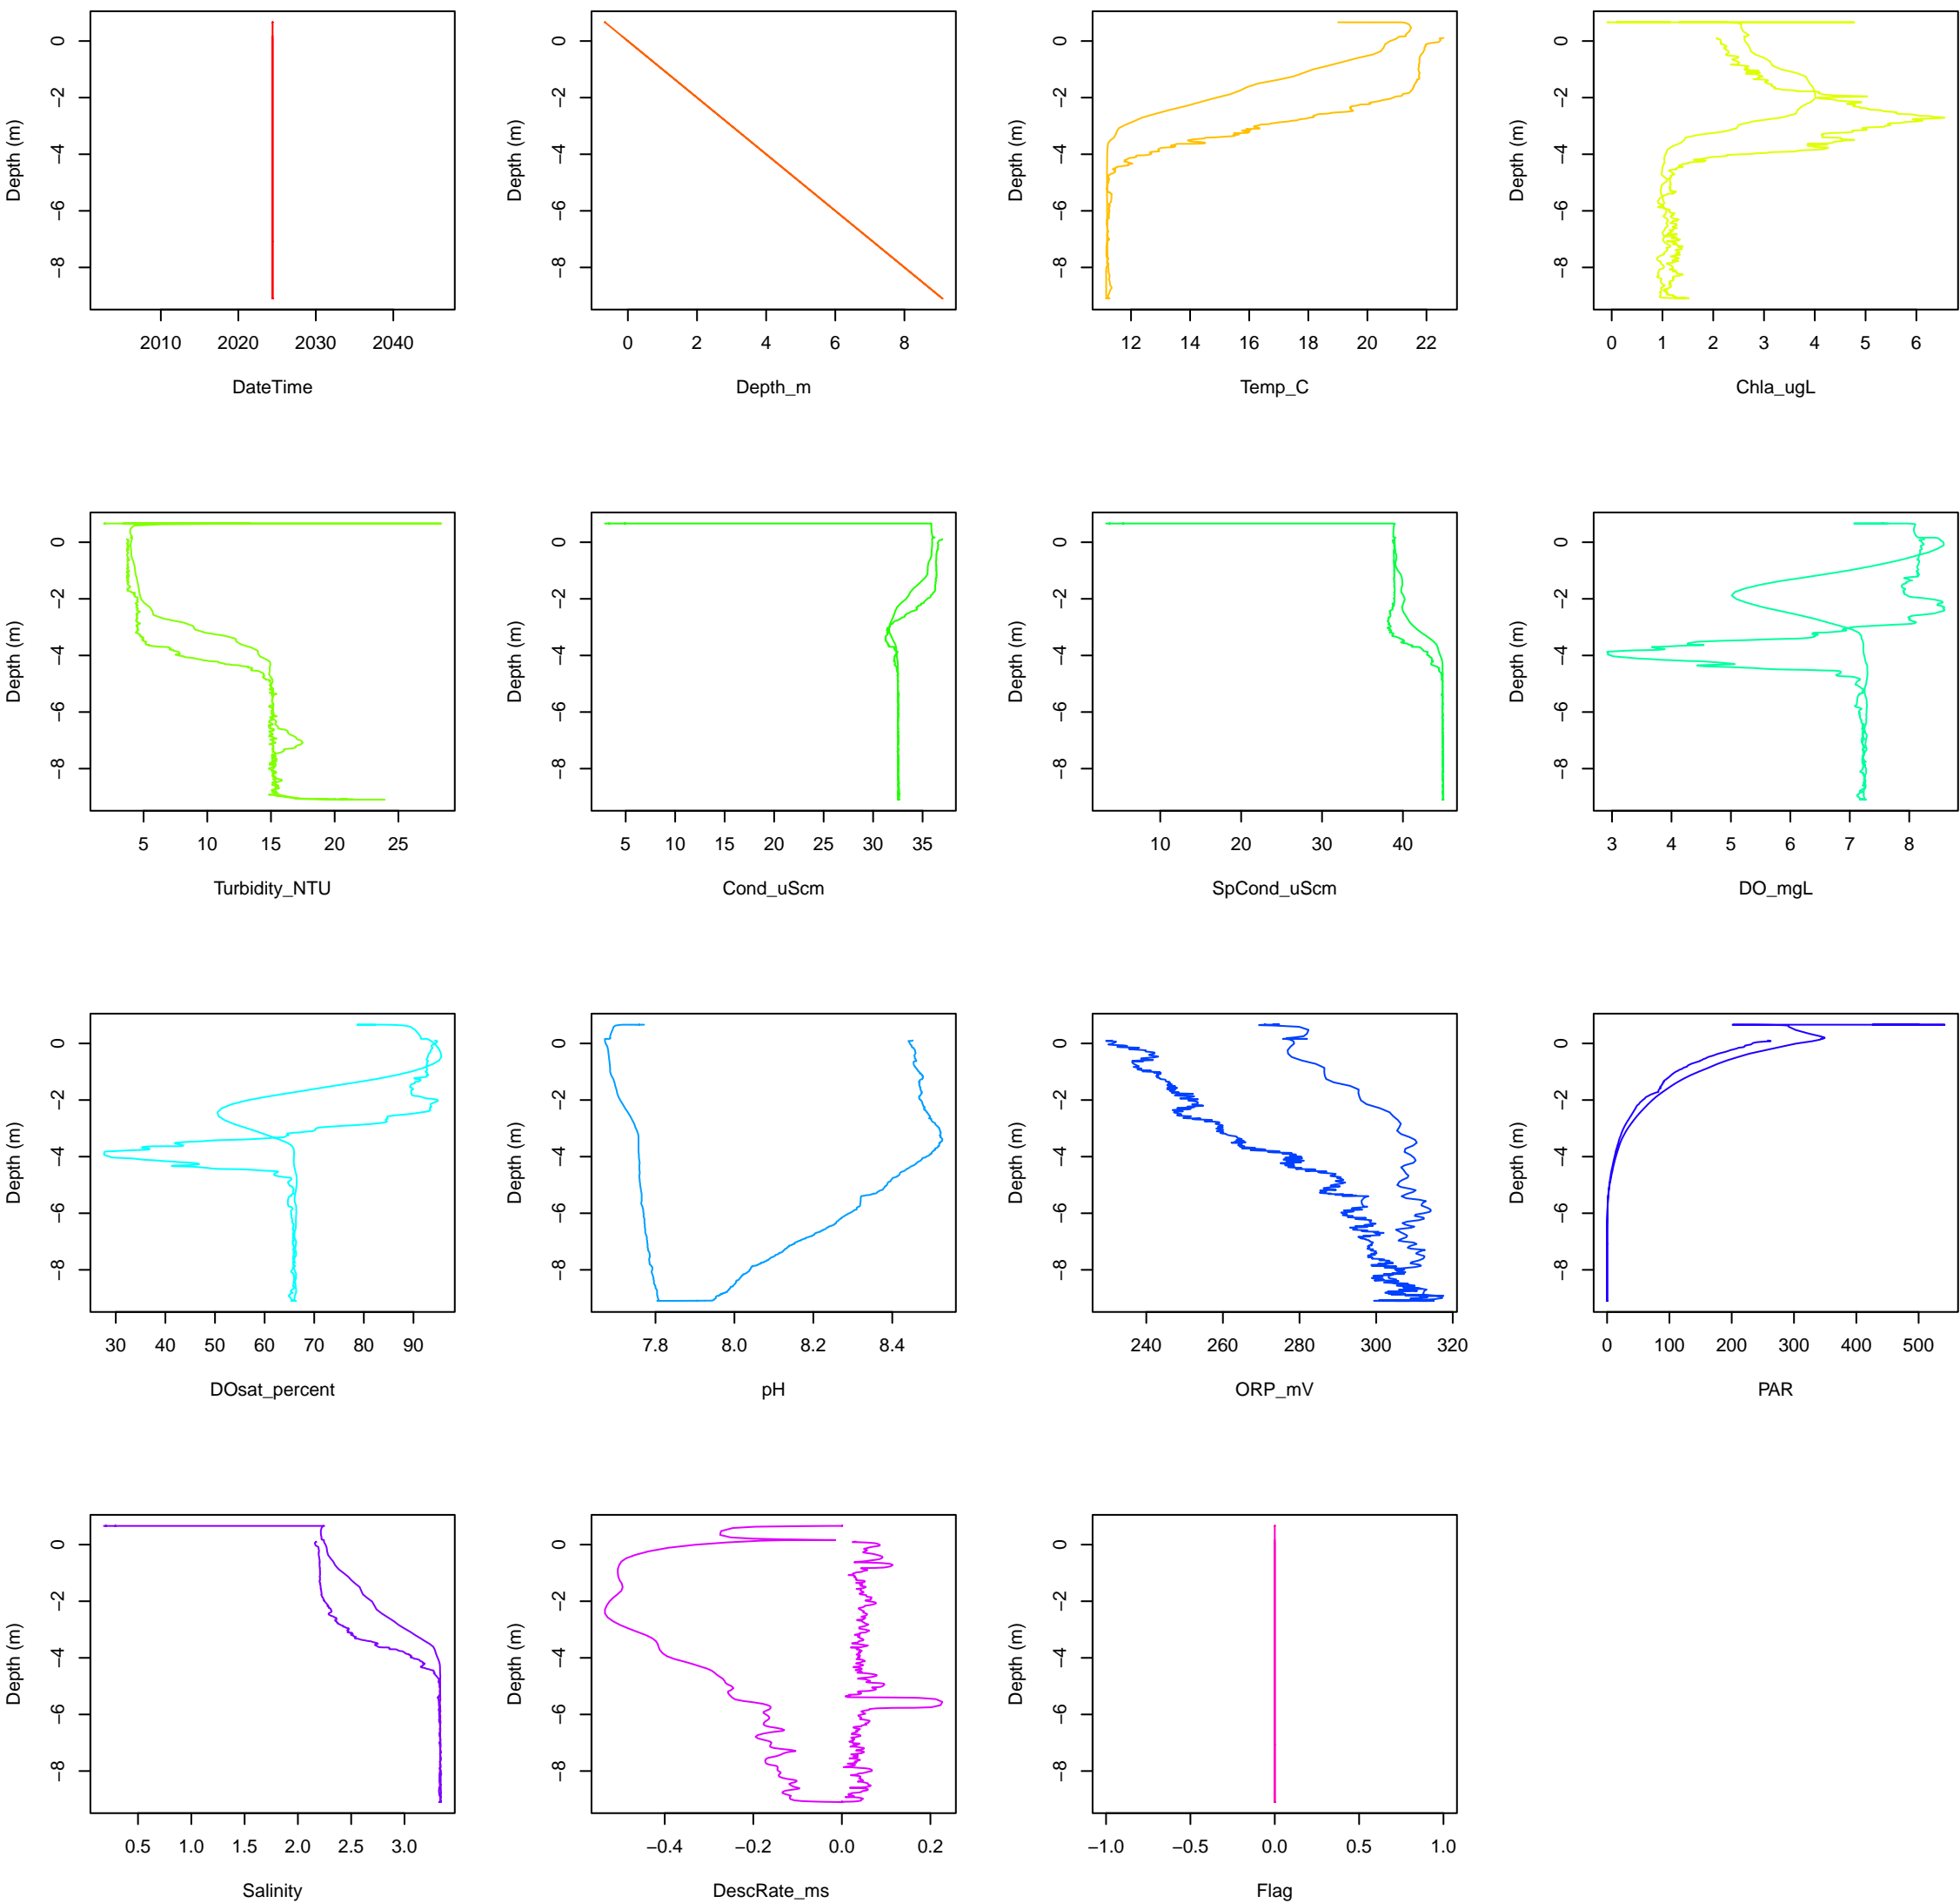 0 −2 −4 −6 −8
Depth (m)
2010 2020 2030 2040
DateTime
0 −2 −4 −6 −8
Depth (m)
0 2 4 6 8
Depth_m
0 −2 −4 −6 −8
Depth (m)
12 14 16 18 20 22
Temp_C
0 −2 −4 −6 −8
Depth (m)
0 1 2 3 4 5 6
Chla_ugL
0 −2 −4 −6 −8
Depth (m)
5 10 15 20 25
Turbidity_NTU
0 −2 −4 −6 −8
Depth (m)
5 10 15 20 25 30 35
Cond_uScm
0 −2 −4 −6 −8
Depth (m)
10 20 30 40
SpCond_uScm
0 −2 −4 −6 −8
Depth (m)
3 4 5 6 7 8
DO_mgL
0 −2 −4 −6 −8
Depth (m)
30 40 50 60 70 80 90
DOsat_percent
0 −2 −4 −6 −8
Depth (m)
7.8 8.0 8.2 8.4
pH
0 −2 −4 −6 −8
Depth (m)
240 260 280 300 320
ORP_mV
0 −2 −4 −6 −8
Depth (m)
0 100 200 300 400 500
PAR
0 −2 −4 −6 −8
Depth (m)
0.5 1.0 1.5 2.0 2.5 3.0
Salinity
0 −2 −4 −6 −8
Depth (m)
−0.4 −0.2 0.0 0.2
DescRate_ms
0 −2 −4 −6 −8
Depth (m)
−1.0 −0.5 0.0 0.5 1.0
Flag